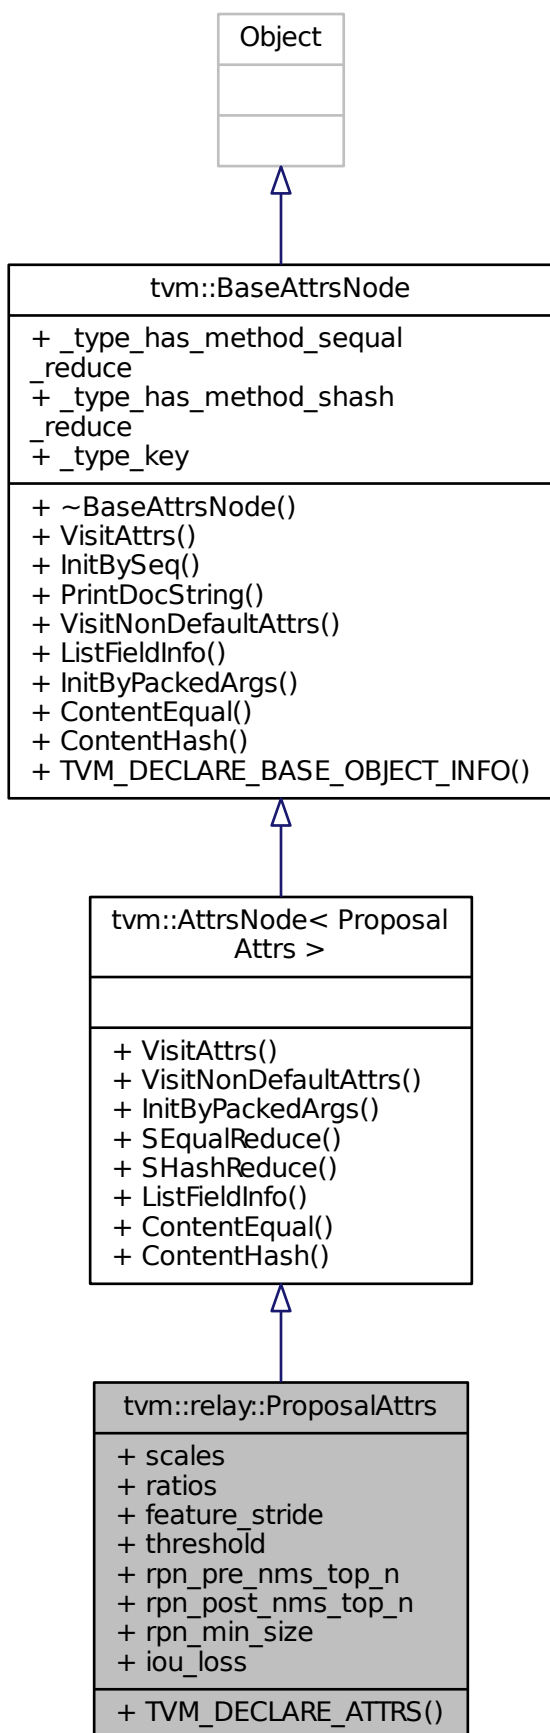 Object
tvm::BaseAttrsNode
+ _type_has_method_sequal
_reduce
+ _type_has_method_shash
_reduce
+ _type_key
+ ~BaseAttrsNode()
+ VisitAttrs()
+ InitBySeq()
+ PrintDocString()
+ VisitNonDefaultAttrs()
+ ListFieldInfo()
+ InitByPackedArgs()
+ ContentEqual()
+ ContentHash()
+ TVM_DECLARE_BASE_OBJECT_INFO()
tvm::AttrsNode< Proposal
Attrs >
+ VisitAttrs()
+ VisitNonDefaultAttrs()
+ InitByPackedArgs()
+ SEqualReduce()
+ SHashReduce()
+ ListFieldInfo()
+ ContentEqual()
+ ContentHash()
tvm::relay::ProposalAttrs
+ scales
+ ratios
+ feature_stride
+ threshold
+ rpn_pre_nms_top_n
+ rpn_post_nms_top_n
+ rpn_min_size
+ iou_loss
+ TVM_DECLARE_ATTRS()